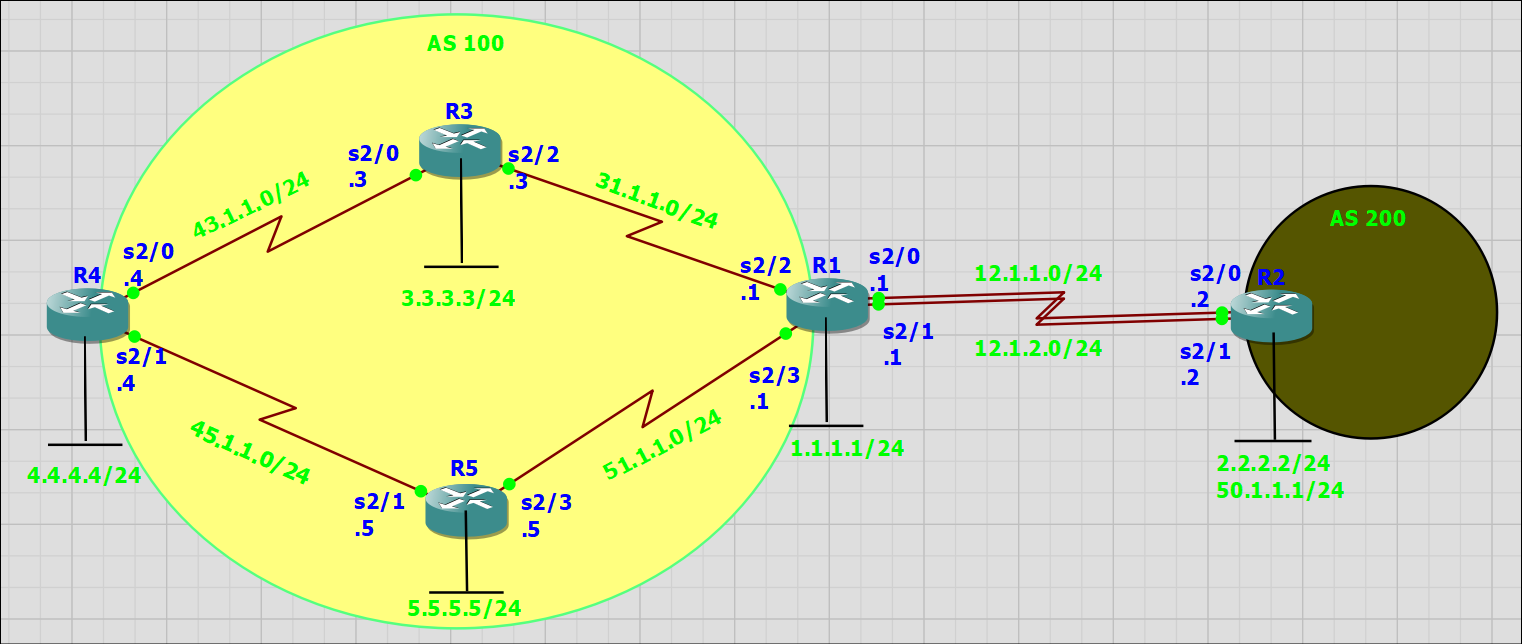 AS 100
R3
s2/0
.3
s2/2
.3
43.1.1.0/24
31.1.1.0/24
3.3.3.3/24
R4
s2/0
.4
s2/1
.4
4.4.4.4/24
45.1.1.0/24
R5
s2/1
.5
s2/3
.5
5.5.5.5/24
51.1.1.0/24
s2/2
.1
R1
s2/0
.1
s2/1
.1
s2/3
.1
1.1.1.1/24
12.1.1.0/24
12.1.2.0/24
AS 200
s2/0
.2
R2
s2/1
.2
2.2.2.2/24
50.1.1.1/24